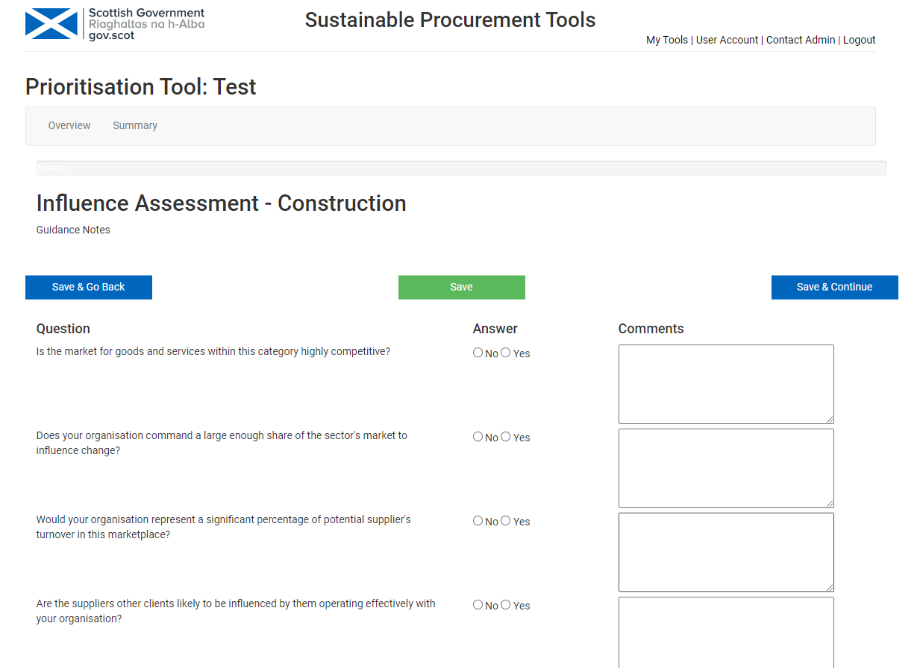 Scottish Government
Riaghaltas na h-Alba
gov.scot
Sustainable Procurement Tools
My Tools | User Account | Contact Admin | Logout
Prioritisation Tool: Test
Overview Summary
Influence Assessment - Construction
Guidance Notes
Save & Go Back Save Save & Continue
Question Answer Comments
Is the market for goods and services within this category highly competitive? No Yes
Does your organisation command a large enough share of the sector's market to No Yes
influence change?
Would your organisation represent a significant percentage of potential supplier's No Yes
turnover in this marketplace?
Are the suppliers other clients likely to be influenced by them operating effectively with No Yes
your organisation?